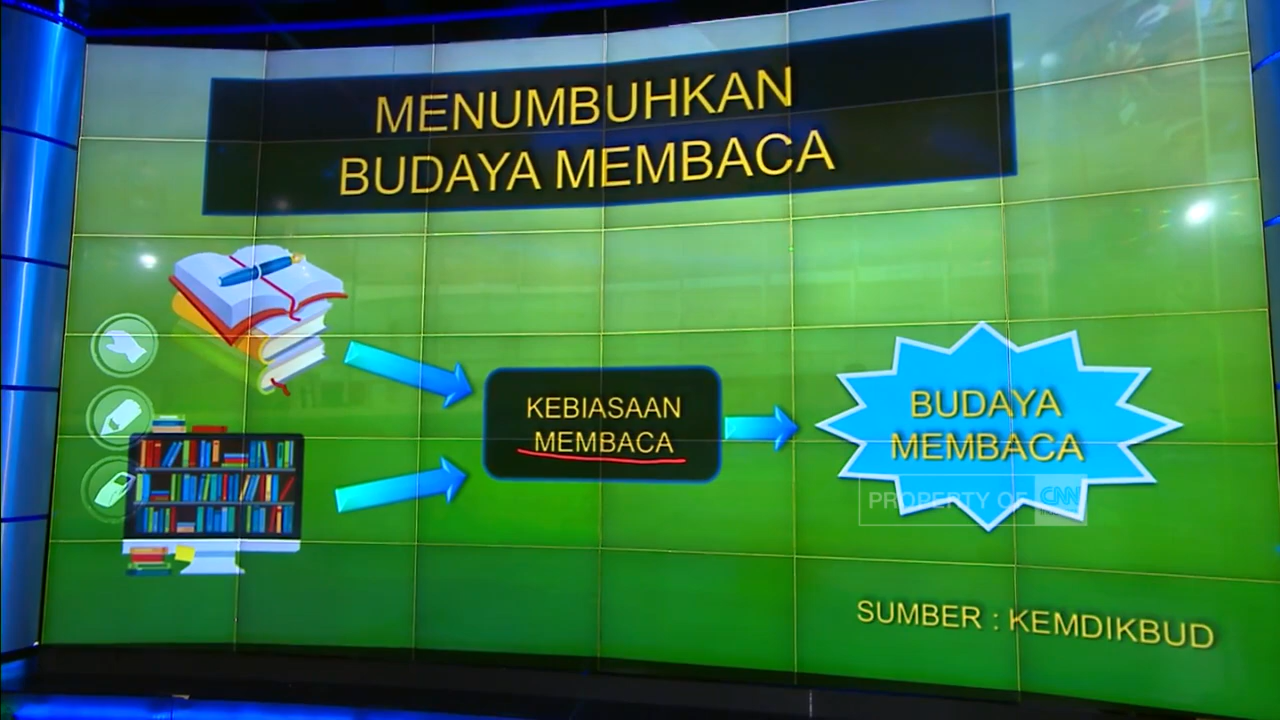 MENUMBUHKAN
BUDAYA MEMBACA
KEBIASAAN
MEMBACA
BUDAYA
MEMBACA
PROPERTY OF CNN
SUMBER : KEMDIKBUD